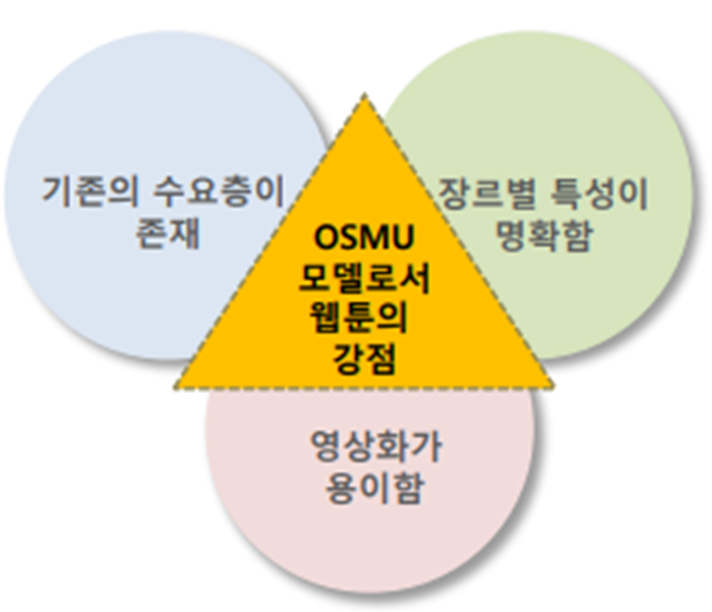 기존의 수요층이
존재
장르별 특성이
명확함
OSMU
모델로서
웹툰의
강점
영상화가
용이함